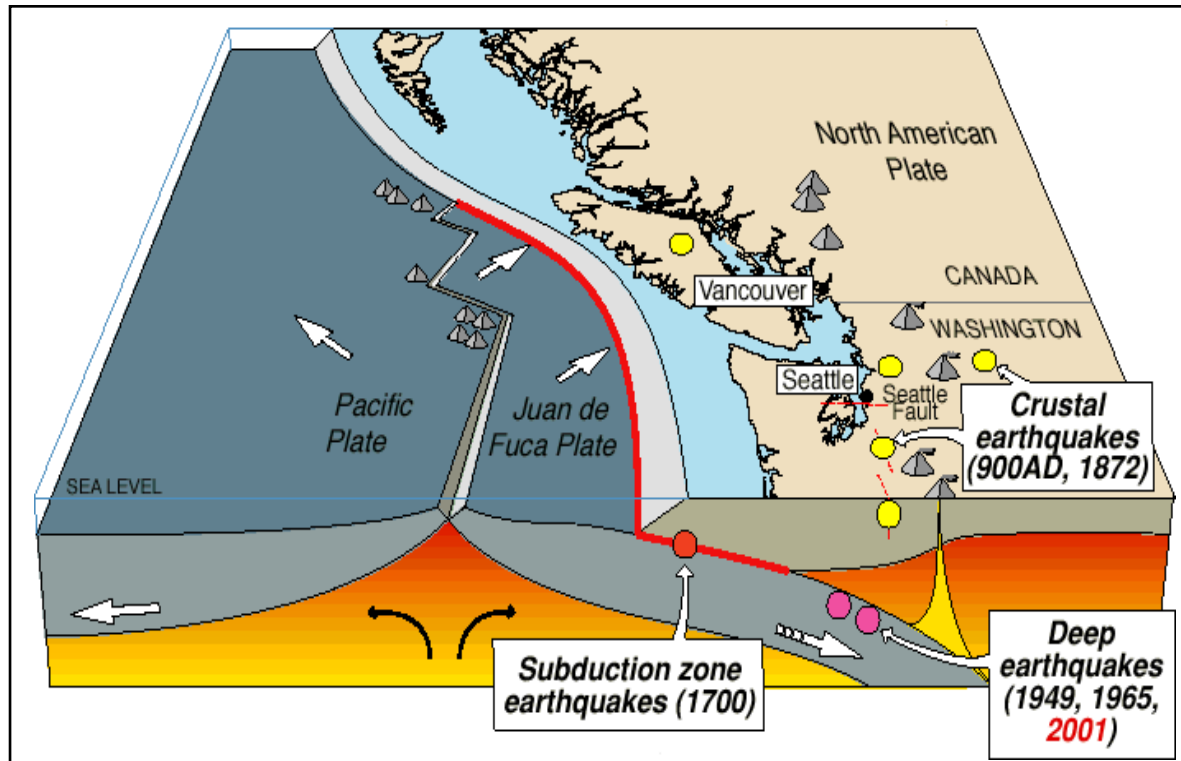 North American
Plate
CANADA
Vancouver
WASHINGTON
Seattle
Seattle
Fault
Crustal
earthquakes
(900AD, 1872)
Pacific
Plate
Juan de
Fuca Plate
SEA LEVEL
Subduction zone
earthquakes (1700)
Deep
earthquakes
(1949, 1965,
2001)